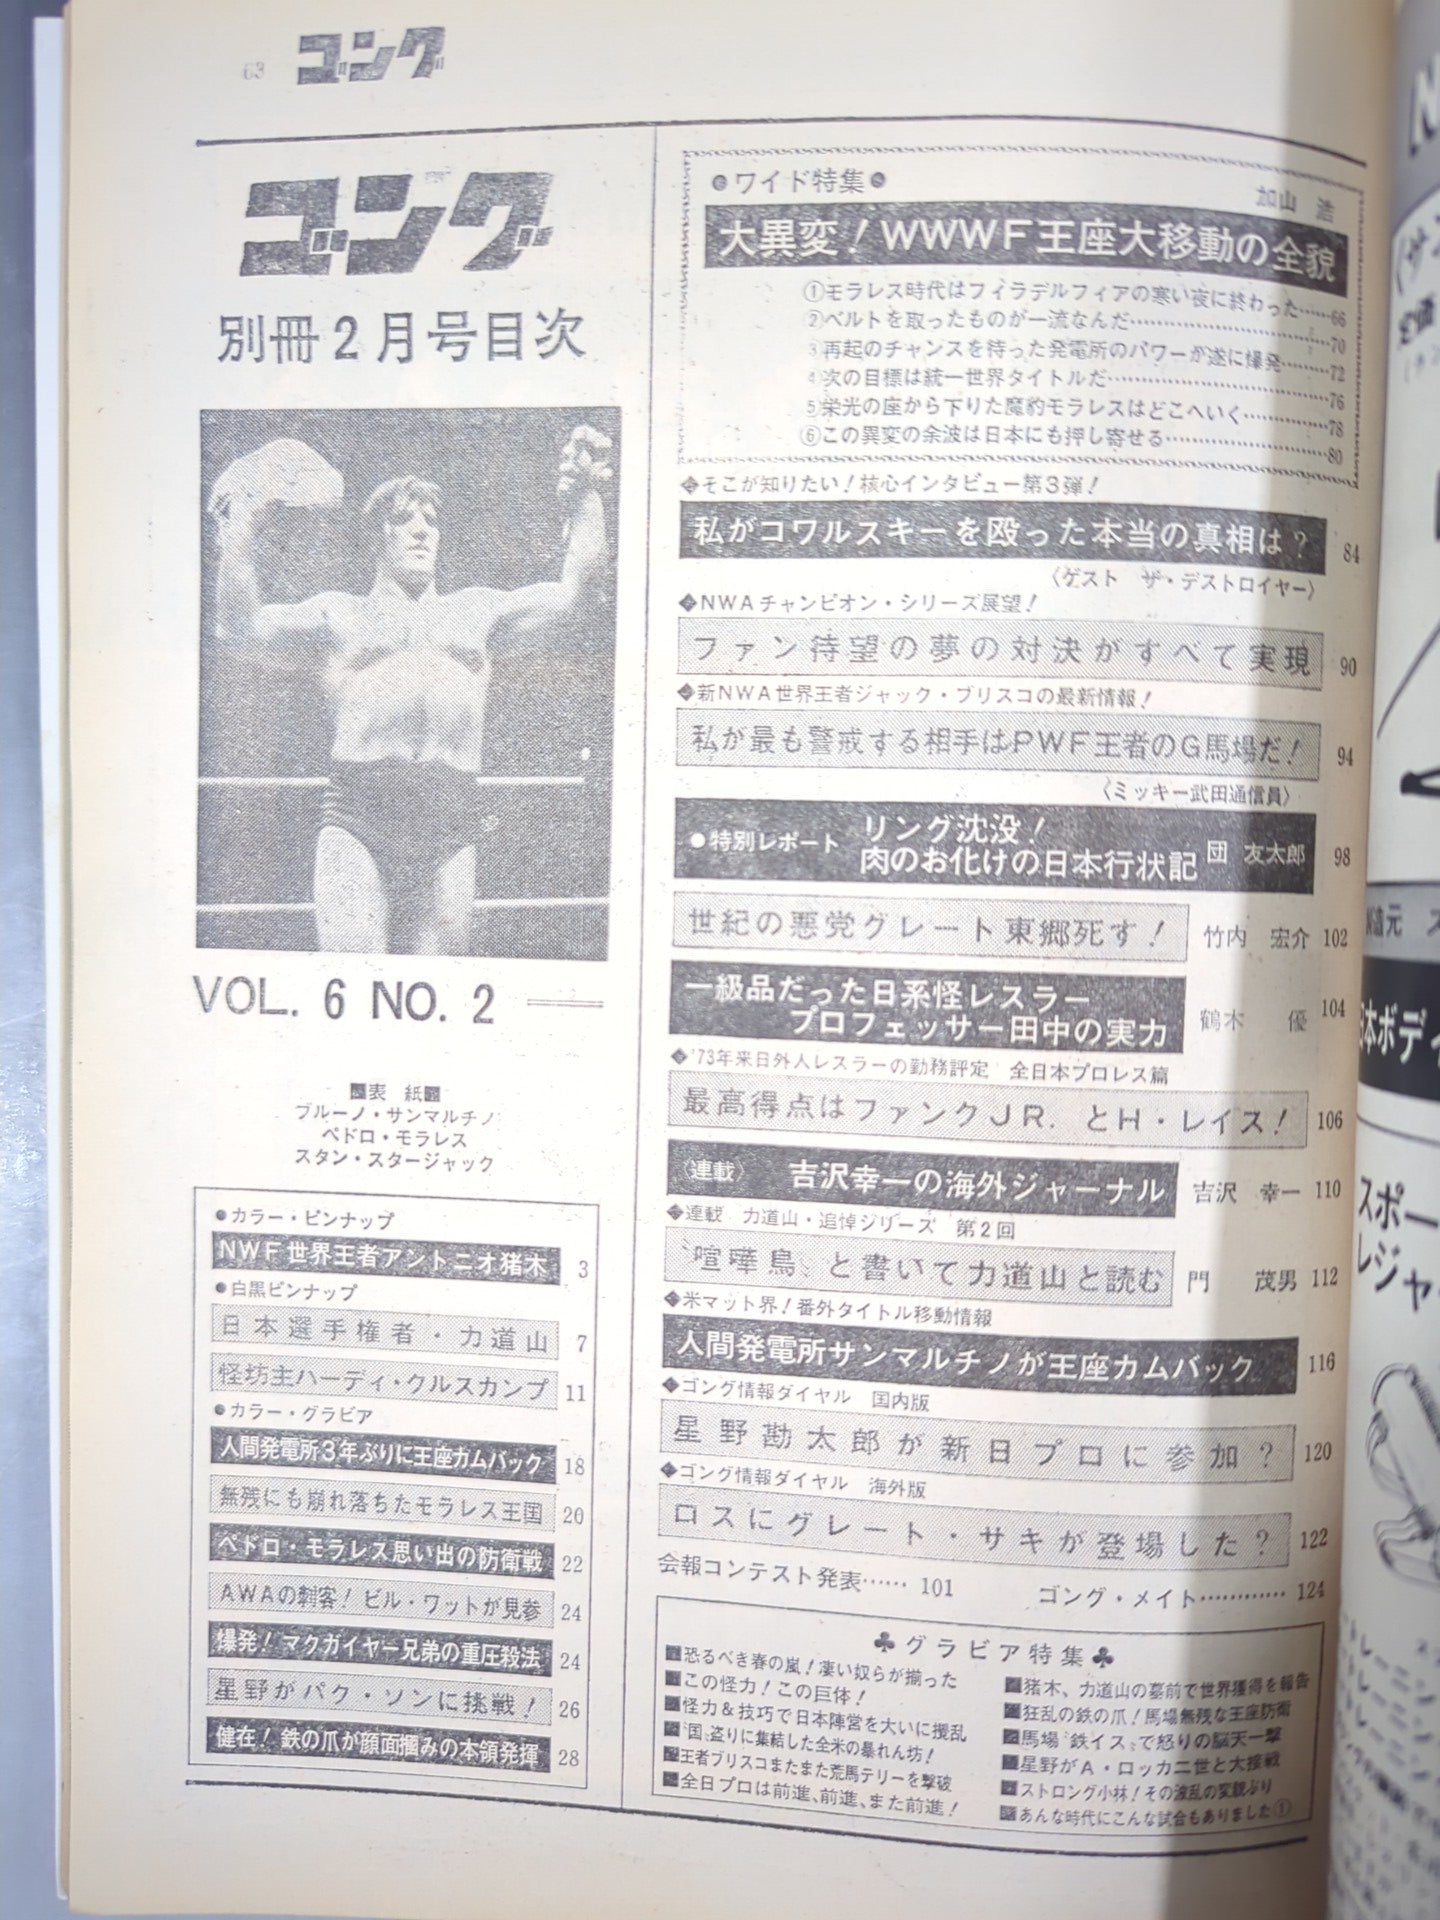 63 ゴング
ゴング
別冊2月号目次
VOL. 6 NO. 2
■表 紙■
ブルーノ・サンマルチノ
ペドロ・モラレス
スタン・スタージャック
●カラー・ピンナップ
NWF世界王者アントニオ猪木 3
●白黒ピンナップ
日本選手権者・力道山 7
怪坊主ハーディ・クルスカンプ 11
●カラー・グラビア
人間発電所3年ぶりに王座カムバック 18
無残にも崩れ落ちたモラレス王国 20
ペドロ・モラレス思い出の防衛戦 22
AWAの刺客!ビル・ワットが見参 24
爆発!マクガイヤー兄弟の重圧殺法 24
星野がパク・ソンに挑戦! 26
健在!鉄の爪が顔面摑みの本領発揮 28
●ワイド特集●
加山 浩
大異変!WWWF王座大移動の全貌
①モラレス時代はフィラデルフィアの寒い夜に終わった……66
②ベルトを取ったものが一流なんだ……70
③再起のチャンスを待った発電所のパワーが遂に爆発……72
④次の目標は統一世界タイトルだ……76
⑤栄光の座から下りた魔豹モラレスはどこへいく……78
⑥この異変の余波は日本にも押し寄せる……80
◆そこが知りたい!核心インタビュー第3弾!
私がコワルスキーを殴った本当の真相は? 84
〈ゲスト ザ・デストロイヤー〉
◆NWAチャンピオン・シリーズ展望!
ファン待望の夢の対決がすべて実現 90
◆新NWA世界王者ジャック・ブリスコの最新情報!
私が最も警戒する相手はPWF王者のG馬場だ! 94
〈ミッキー武田通信員〉
●特別レポート リング沈没!
肉のお化けの日本行状記 団 友太郎 98
世紀の悪党グレート東郷死す! 竹内 宏介 102
一級品だった日系怪レスラー
プロフェッサー田中の実力 鶴木 優 104
◆'73年来日外人レスラーの勤務評定 全日本プロレス篇
最高得点はファンクJR.とH・レイス! 106
〈連載〉 吉沢幸一の海外ジャーナル 吉沢 幸一 110
◆連載 力道山・追悼シリーズ 第2回
〝喧嘩鳥〟と書いて力道山と読む 門 茂男 112
◆米マット界!番外タイトル移動情報
人間発電所サンマルチノが王座カムバック 116
◆ゴング情報ダイヤル 国内版
星野勘太郎が新日プロに参加? 120
◆ゴング情報ダイヤル 海外版
ロスにグレート・サキが登場した? 122
会報コンテスト発表…… 101 ゴング・メイト………… 124
♣グラビア特集♣
■恐るべき春の嵐!凄い奴らが揃った
■この怪力!この巨体!
■怪力&技巧で日本陣営を大いに撹乱
■〝国〟盗りに集結した全米の暴れん坊!
■王者ブリスコまたまた荒馬テリーを撃破
■全日プロは前進、前進、また前進!
■猪木、力道山の墓前で世界獲得を報告
■狂乱の鉄の爪!馬場無残な王座防衛
■馬場〝鉄イス〟で怒りの脳天一撃
■星野がA・ロッカ二世と大接戦
■ストロング小林!その波乱の変貌ぶり
■あんな時代にこんな試合もありました①